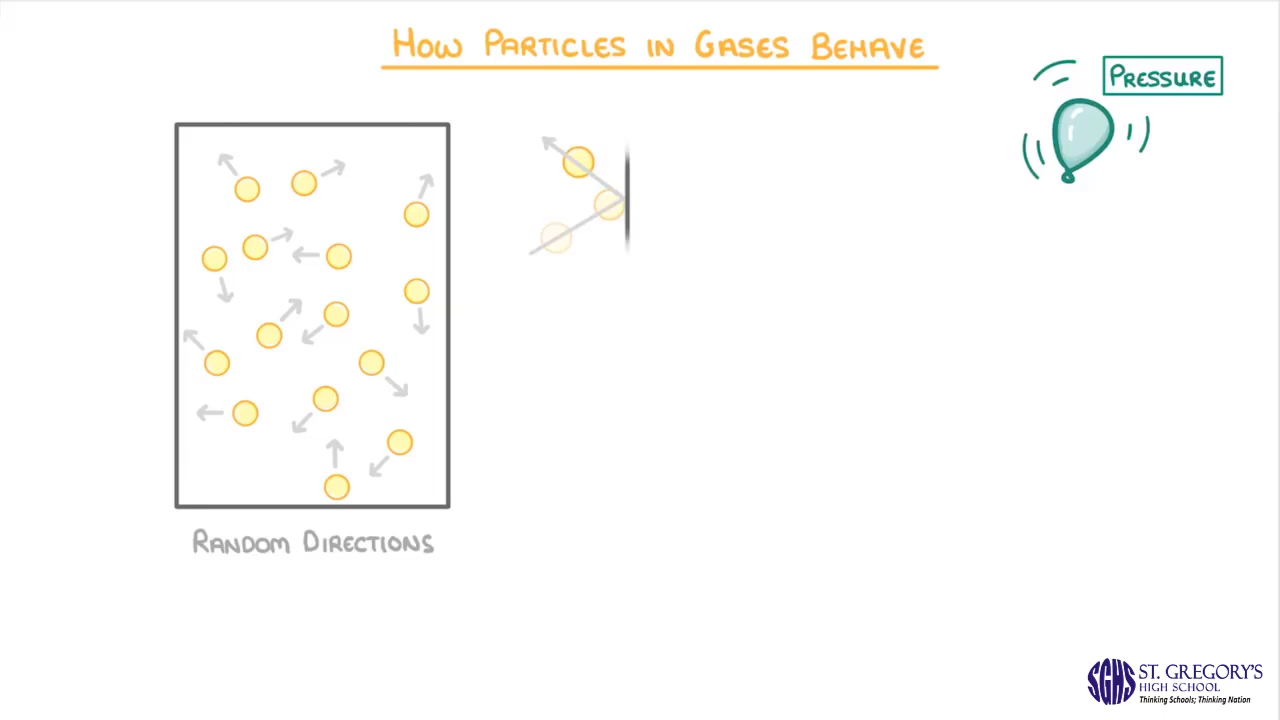 HOW PARTICLES IN GASES BEHAVE
PRESSURE
RANDOM DIRECTIONS
SGHS
ST. GREGORY'S
HIGH SCHOOL
Thinking Schools; Thinking Nation